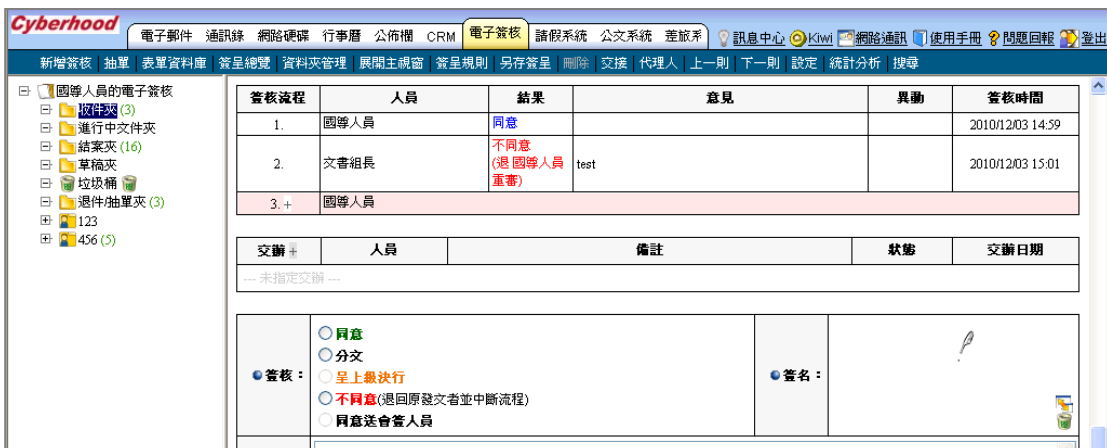 Cyberhood
電子郵件 通訊錄 網路硬碟 行事曆 公佈欄 CRM 電子簽核 請假系統 公文系統 差旅系 訊息中心 Kiwi 網路通訊 使用手冊 問題回報 登出
新增簽核 抽單 表單資料庫 簽呈總覽 資料夾管理 展開主視窗 簽呈規則 另存簽呈 刪除 交接 代理人 上一則 下一則 設定 統計分析 搜尋
國尊人員的電子簽核
收件夾 (3)
進行中文件夾
結案夾 (16)
草稿夾
垃圾桶
退件/抽單夾 (3)
123
456 (5)
簽核流程 人員 結果 意見 異動 簽核時間
1. 國尊人員 同意 2010/12/03 14:59
2. 文書組長 不同意 (退 國尊人員 重審) test 2010/12/03 15:01
3. + 國尊人員
交辦 + 人員 備註 狀態 交辦日期
--- 未指定交辦 ---
簽核：
同意
分文
呈上級決行
不同意(退回原發文者並中斷流程)
同意送會簽人員
簽名：